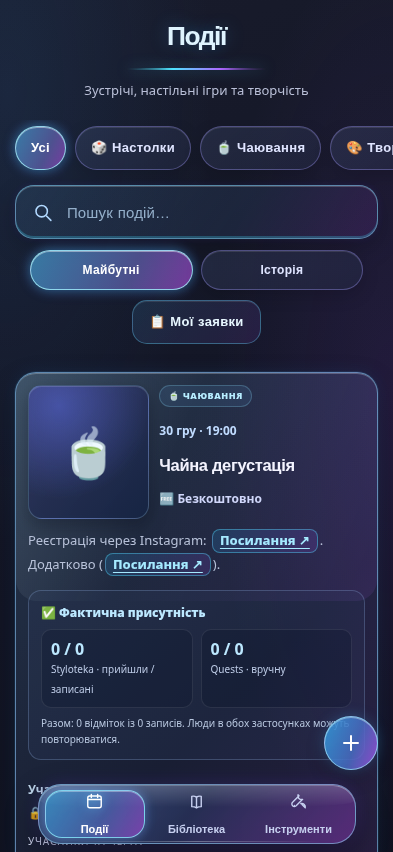 Події
Зустрічі, настільні ігри та творчість
Усі
🎲 Настолки
🍵 Чаювання
🎨 Твор
Пошук подій…
Майбутні
Історія
📋 Мої заявки
🍵 ЧАЮВАННЯ
30 гру · 19:00
Чайна дегустація
🆓 Безкоштовно
Реєстрація через Instagram: Посилання ↗.
Додатково (Посилання ↗).
✅ Фактична присутність
0 / 0
Styloteka · прийшли /
записані
0 / 0
Quests · вручну
Разом: 0 відміток із 0 записів. Люди в обох застосунках можуть
повторюватися.
Події
Бібліотека
Інструменти